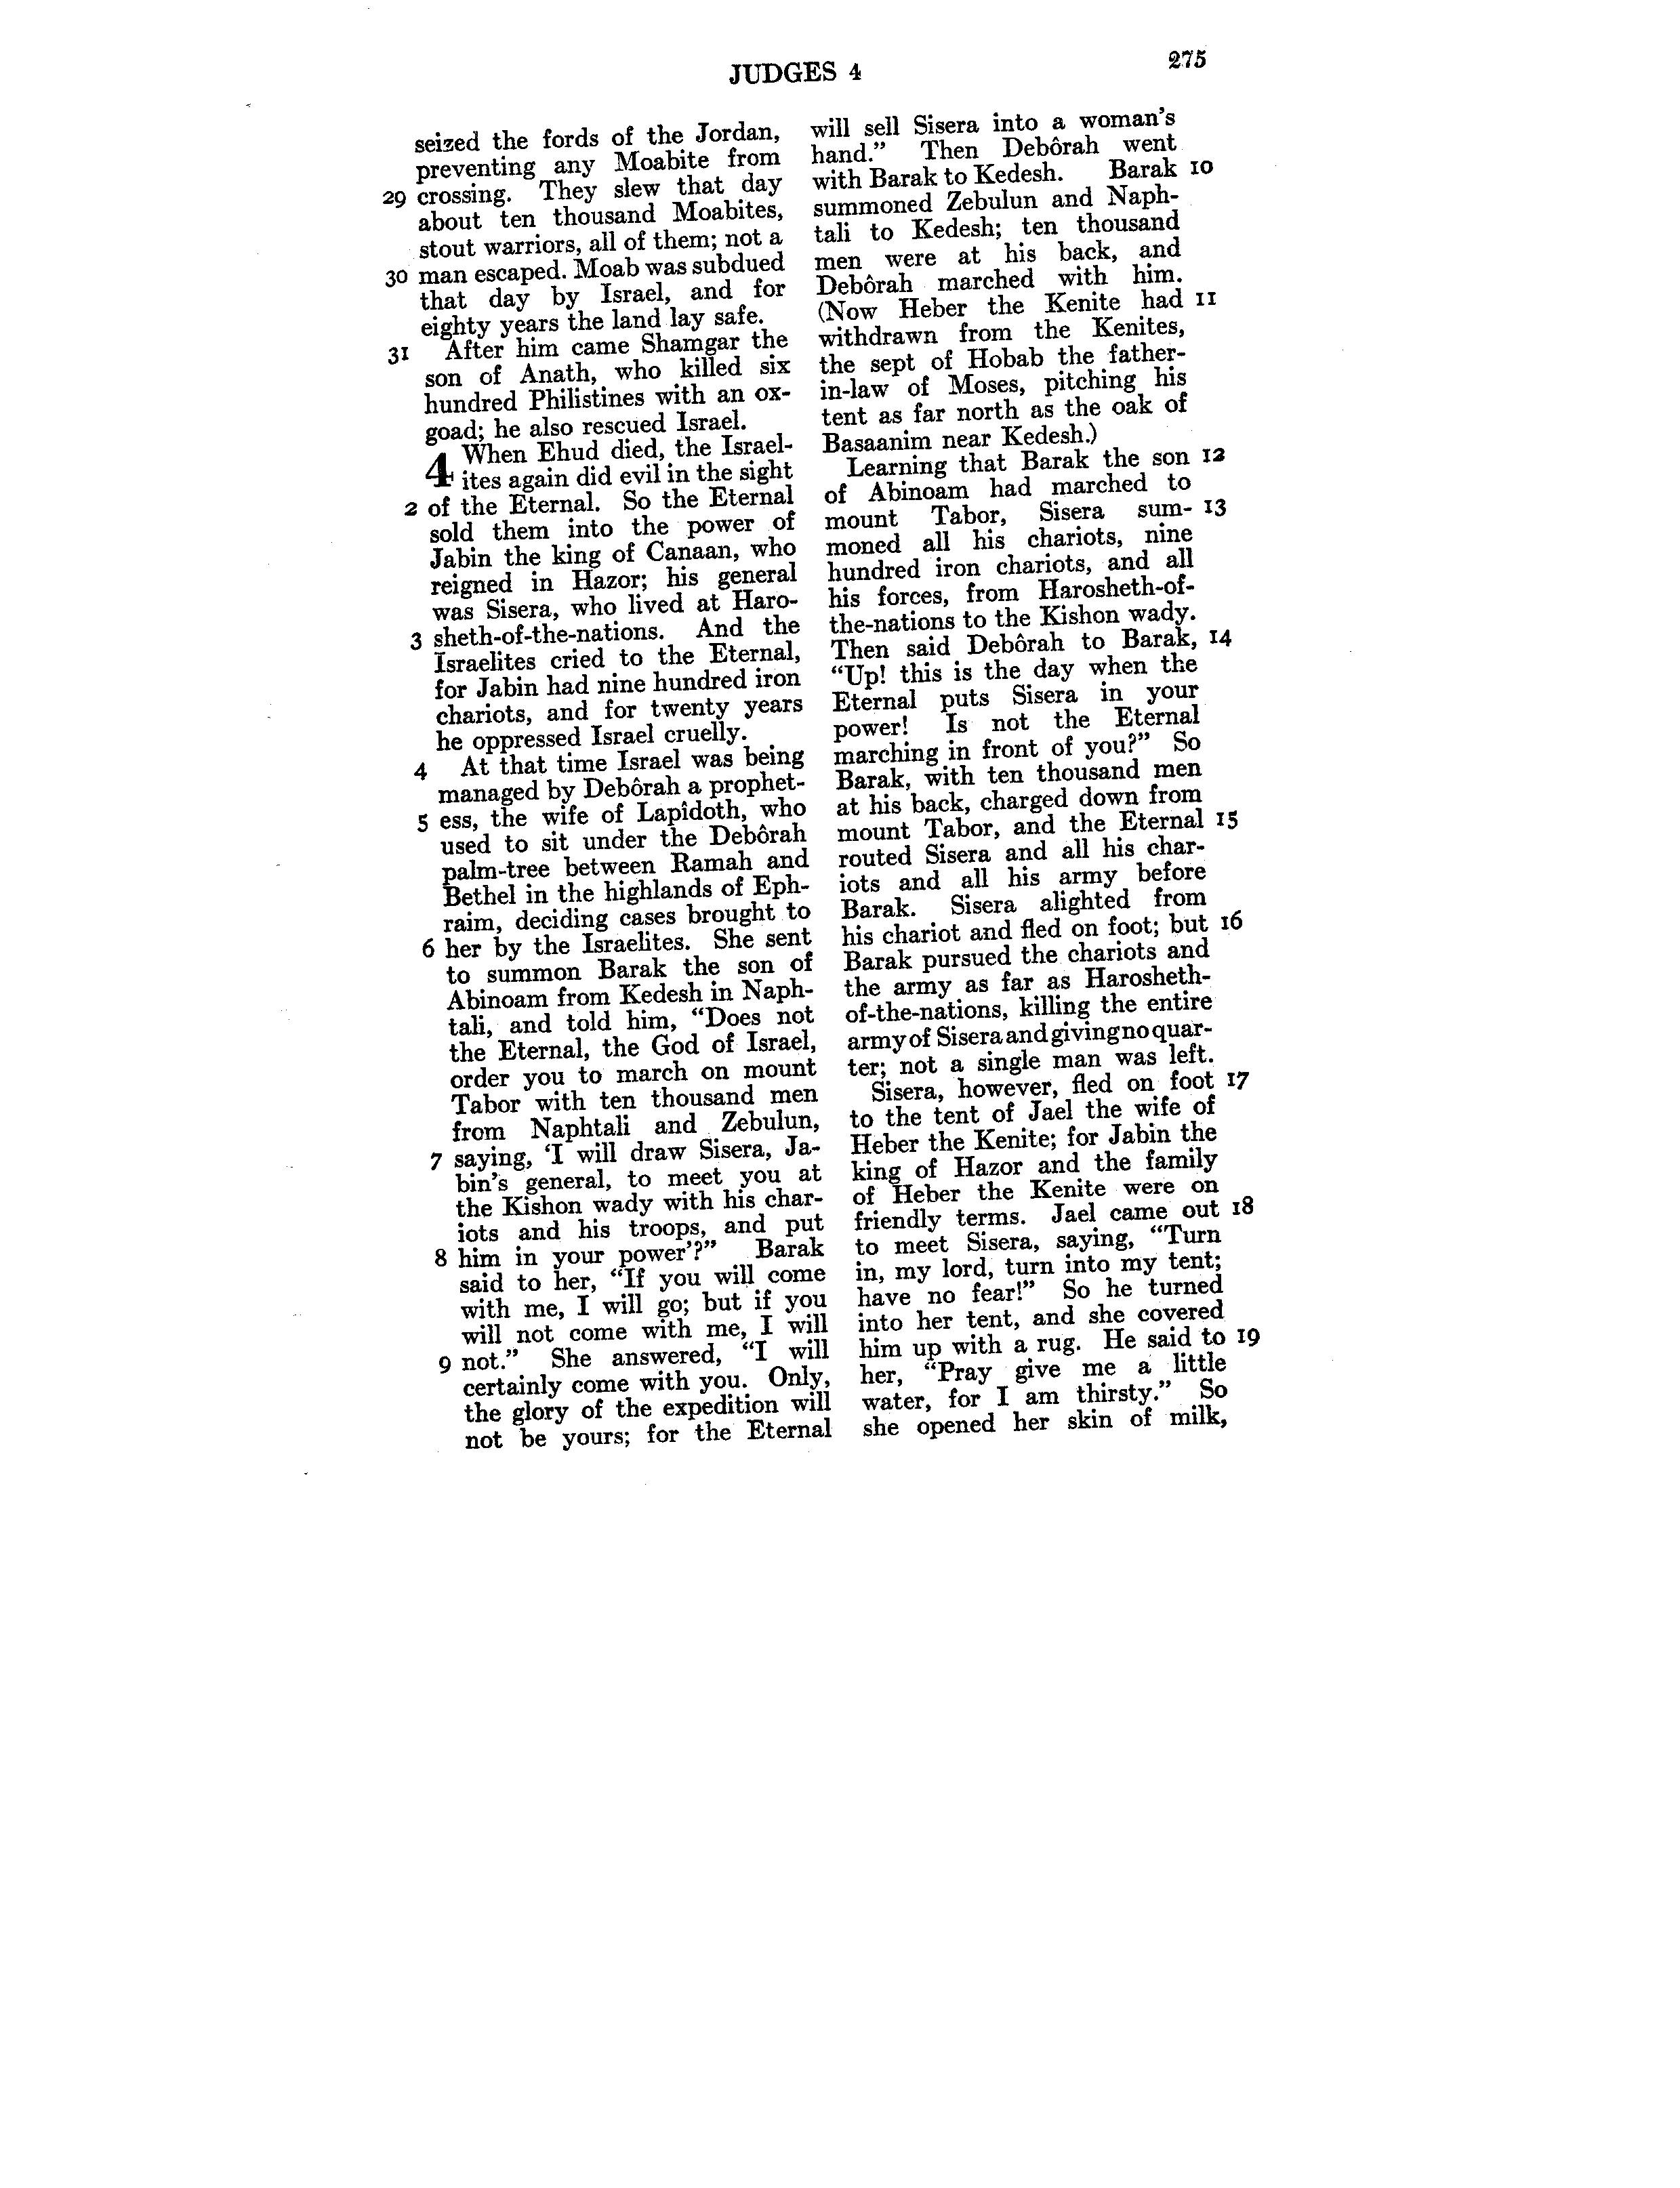 JUDGES 4
275
seized the fords of the Jordan,
preventing any Moabite from
29 crossing. They slew that day
about ten thousand Moabites,
stout warriors, all of them; not a
30 man escaped. Moab was subdued
that day by Israel, and for
eighty years the land lay safe.
31 After him came Shamgar the
son of Anath, who killed six
hundred Philistines with an ox-
goad; he also rescued Israel.
4 When Ehud died, the Israel-
ites again did evil in the sight
2 of the Eternal. So the Eternal
sold them into the power of
Jabin the king of Canaan, who
reigned in Hazor; his general
was Sisera, who lived at Haro-
3 sheth-of-the-nations. And the
Israelites cried to the Eternal,
for Jabin had nine hundred iron
chariots, and for twenty years
he oppressed Israel cruelly.
4 At that time Israel was being
managed by Debôrah a prophet-
5 ess, the wife of Lapîdoth, who
used to sit under the Debôrah
palm-tree between Ramah and
Bethel in the highlands of Eph-
raim, deciding cases brought to
6 her by the Israelites. She sent
to summon Barak the son of
Abinoam from Kedesh in Naph-
tali, and told him, “Does not
the Eternal, the God of Israel,
order you to march on mount
Tabor with ten thousand men
from Naphtali and Zebulun,
7 saying, ‘I will draw Sisera, Ja-
bin’s general, to meet you at
the Kishon wady with his char-
iots and his troops, and put
8 him in your power’?” Barak
said to her, “If you will come
with me, I will go; but if you
will not come with me, I will
9 not.” She answered, “I will
certainly come with you. Only,
the glory of the expedition will
not be yours; for the Eternal
will sell Sisera into a woman’s
hand.” Then Debôrah went
with Barak to Kedesh. Barak 10
summoned Zebulun and Naph-
tali to Kedesh; ten thousand
men were at his back, and
Debôrah marched with him.
(Now Heber the Kenite had 11
withdrawn from the Kenites,
the sept of Hobab the father-
in-law of Moses, pitching his
tent as far north as the oak of
Basaanim near Kedesh.)
Learning that Barak the son 12
of Abinoam had marched to
mount Tabor, Sisera sum- 13
moned all his chariots, nine
hundred iron chariots, and all
his forces, from Harosheth-of-
the-nations to the Kishon wady.
Then said Debôrah to Barak, 14
“Up! this is the day when the
Eternal puts Sisera in your
power! Is not the Eternal
marching in front of you?” So
Barak, with ten thousand men
at his back, charged down from
mount Tabor, and the Eternal 15
routed Sisera and all his char-
iots and all his army before
Barak. Sisera alighted from
his chariot and fled on foot; but 16
Barak pursued the chariots and
the army as far as Harosheth-
of-the-nations, killing the entire
army of Sisera and giving no quar-
ter; not a single man was left.
Sisera, however, fled on foot 17
to the tent of Jael the wife of
Heber the Kenite; for Jabin the
king of Hazor and the family
of Heber the Kenite were on
friendly terms. Jael came out 18
to meet Sisera, saying, “Turn
in, my lord, turn into my tent;
have no fear!” So he turned
into her tent, and she covered
him up with a rug. He said to 19
her, “Pray give me a little
water, for I am thirsty.” So
she opened her skin of milk,